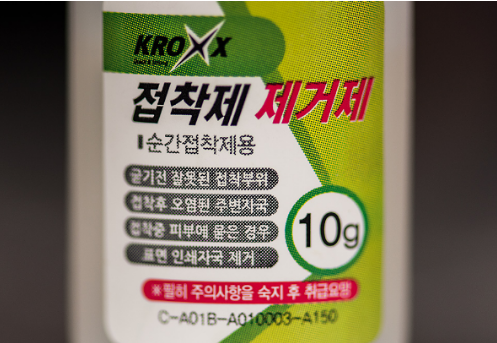 KROXX
접착제 제거제
순간접착제용
굳기전 잘못된 접착부위
접착후 오염된 주변자국
접착중 피부에 묻은 경우
표면 인쇄자국 제거
10g
※필히 주의사항을 숙지 후 취급요망
C-A01B-A010003-A150